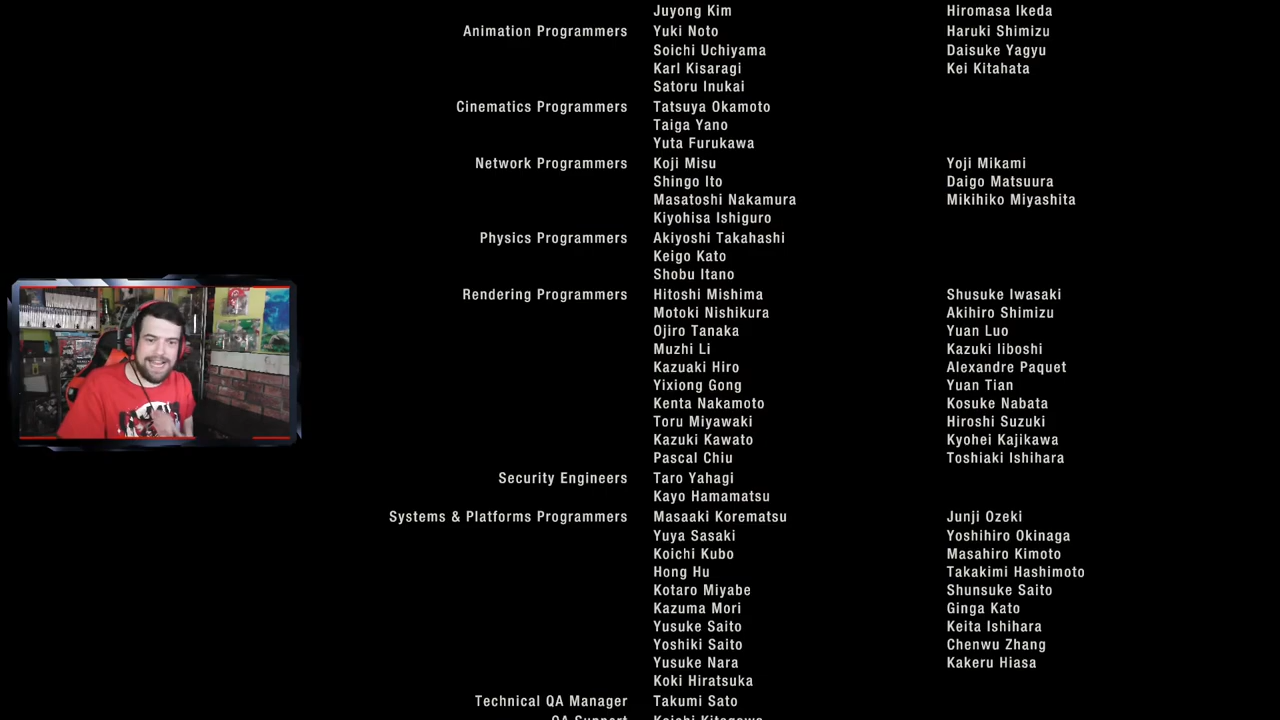 Juyong Kim Hiromasa Ikeda
Animation Programmers Yuki Noto Haruki Shimizu
Soichi Uchiyama Daisuke Yagyu
Karl Kisaragi Kei Kitahata
Satoru Inukai
Cinematics Programmers Tatsuya Okamoto
Taiga Yano
Yuta Furukawa
Network Programmers Koji Misu Yoji Mikami
Shingo Ito Daigo Matsuura
Masatoshi Nakamura Mikihiko Miyashita
Kiyohisa Ishiguro
Physics Programmers Akiyoshi Takahashi
Keigo Kato
Shobu Itano
Rendering Programmers Hitoshi Mishima Shusuke Iwasaki
Motoki Nishikura Akihiro Shimizu
Ojiro Tanaka Yuan Luo
Muzhi Li Kazuki Iiboshi
Kazuaki Hiro Alexandre Paquet
Yixiong Gong Yuan Tian
Kenta Nakamoto Kosuke Nabata
Toru Miyawaki Hiroshi Suzuki
Kazuki Kawato Kyohei Kajikawa
Pascal Chiu Toshiaki Ishihara
Security Engineers Taro Yahagi
Kayo Hamamatsu
Systems & Platforms Programmers Masaaki Korematsu Junji Ozeki
Yuya Sasaki Yoshihiro Okinaga
Koichi Kubo Masahiro Kimoto
Hong Hu Takakimi Hashimoto
Kotaro Miyabe Shunsuke Saito
Kazuma Mori Ginga Kato
Yusuke Saito Keita Ishihara
Yoshiki Saito Chenwu Zhang
Yusuke Nara Kakeru Hiasa
Koki Hiratsuka
Technical QA Manager Takumi Sato
QA Support Koichi Kitagawa